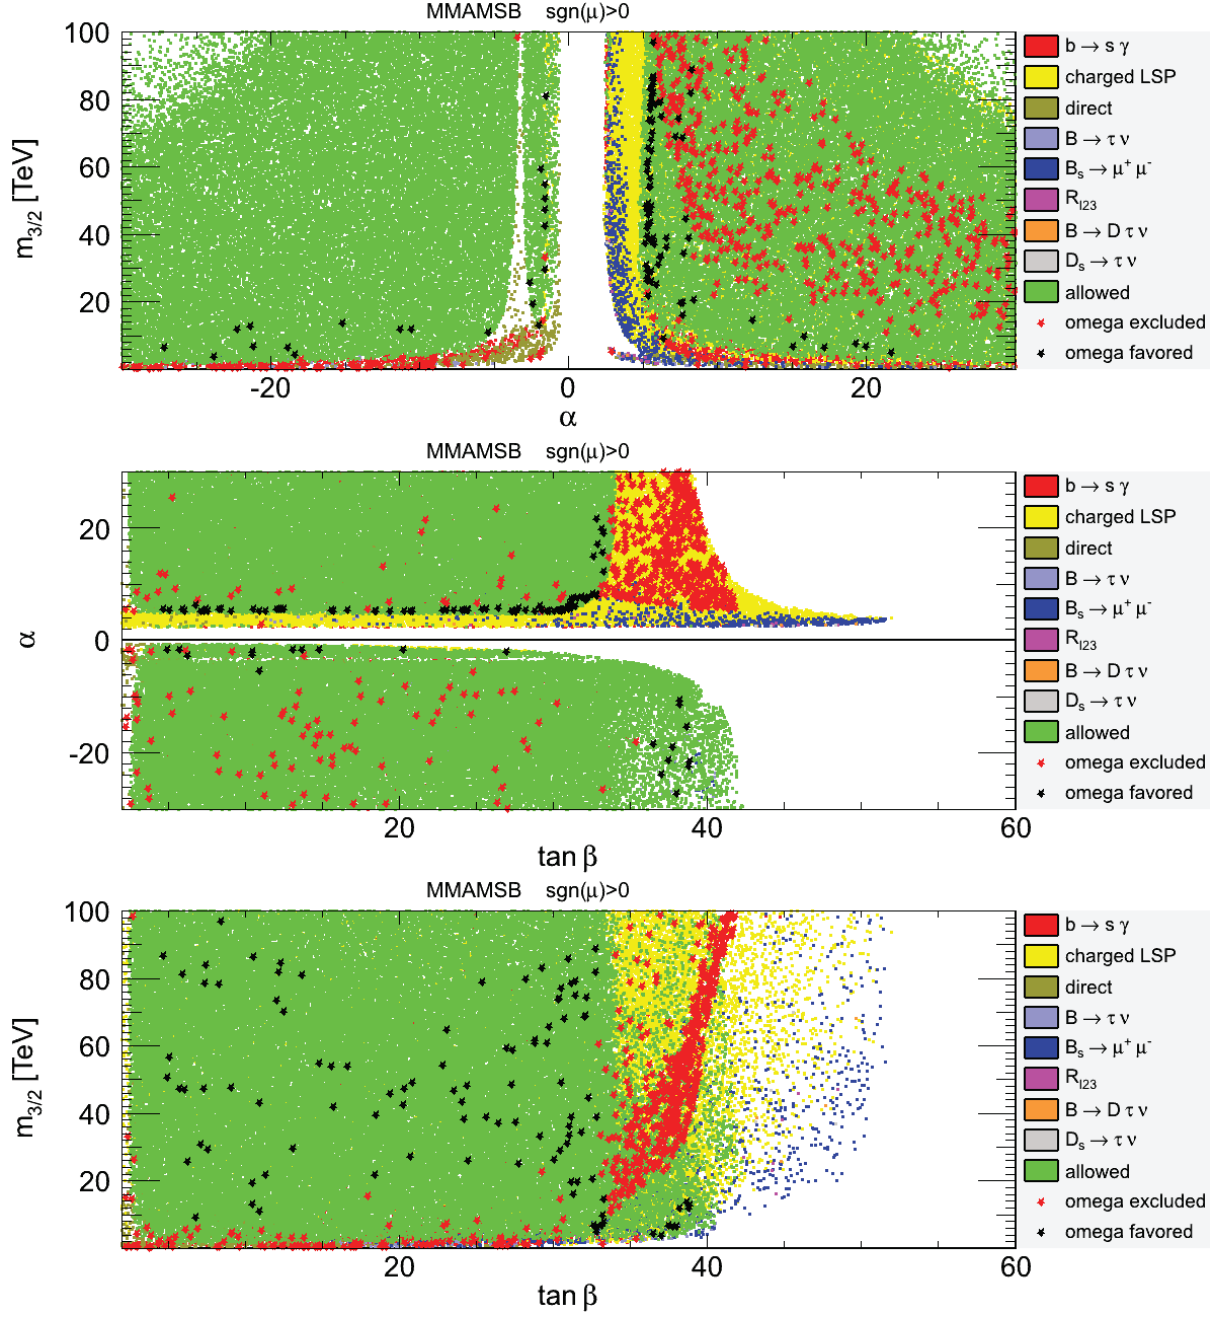 MMAMSB sgn(μ)>0
100
80
60
40
20
m3/2 [TeV]
-20 0 20
α
b → s γ
charged LSP
direct
B → τ ν
Bs → μ+ μ-
Rl23
B → D τ ν
Ds → τ ν
allowed
omega excluded
omega favored
MMAMSB sgn(μ)>0
20
0
-20
α
20 40 60
tan β
b → s γ
charged LSP
direct
B → τ ν
Bs → μ+ μ-
Rl23
B → D τ ν
Ds → τ ν
allowed
omega excluded
omega favored
MMAMSB sgn(μ)>0
100
80
60
40
20
m3/2 [TeV]
20 40 60
tan β
b → s γ
charged LSP
direct
B → τ ν
Bs → μ+ μ-
Rl23
B → D τ ν
Ds → τ ν
allowed
omega excluded
omega favored